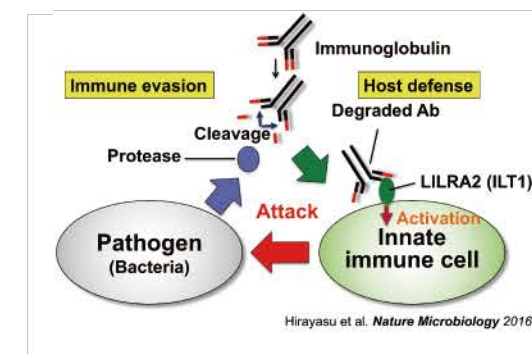 Immunoglobulin
Immune evasion
Host defense
Degraded Ab
Cleavage
Protease
LILRA2 (ILT1)
Attack
Activation
Pathogen
(Bacteria)
Innate
immune cell
Hirayasu et al. Nature Microbiology 2016